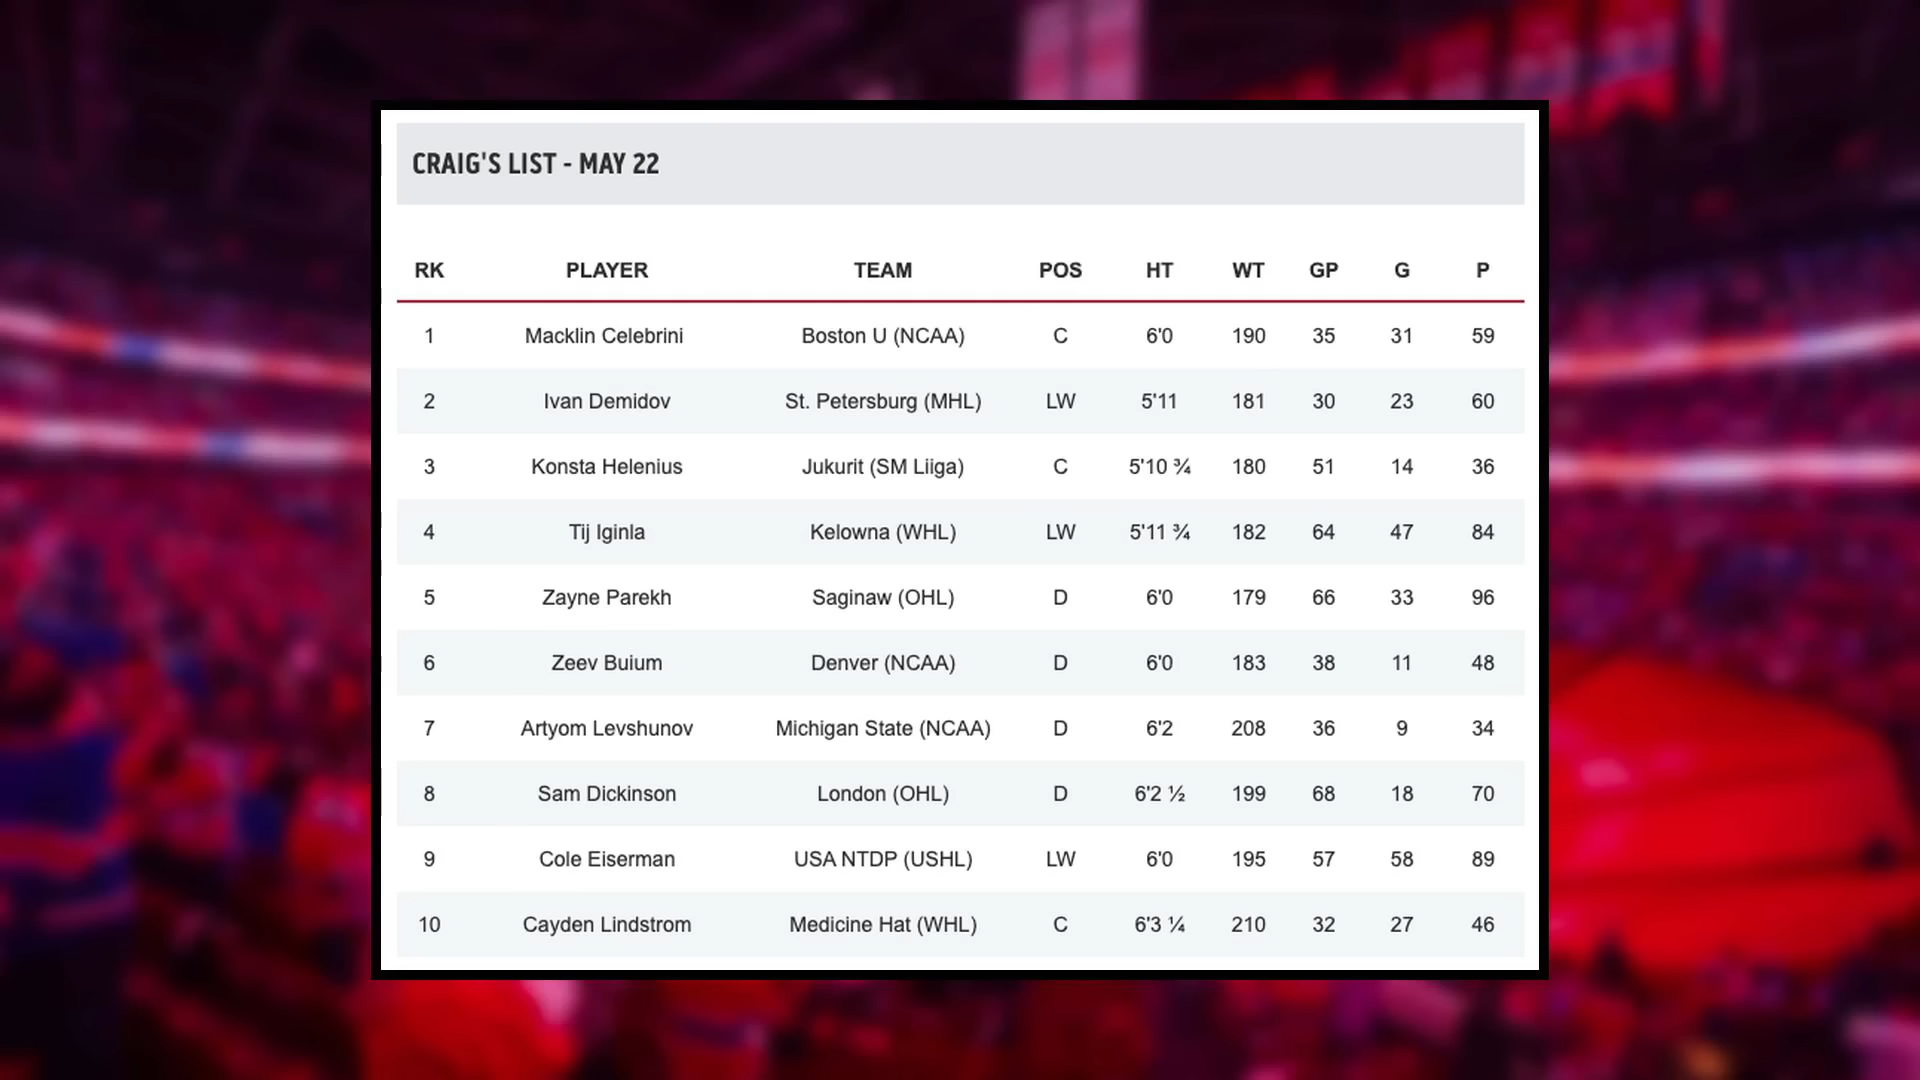 CRAIG'S LIST - MAY 22
RK PLAYER TEAM POS HT WT GP G P
1 Macklin Celebrini Boston U (NCAA) C 6'0 190 35 31 59
2 Ivan Demidov St. Petersburg (MHL) LW 5'11 181 30 23 60
3 Konsta Helenius Jukurit (SM Liiga) C 5'10 ¾ 180 51 14 36
4 Tij Iginla Kelowna (WHL) LW 5'11 ¾ 182 64 47 84
5 Zayne Parekh Saginaw (OHL) D 6'0 179 66 33 96
6 Zeev Buium Denver (NCAA) D 6'0 183 38 11 48
7 Artyom Levshunov Michigan State (NCAA) D 6'2 208 36 9 34
8 Sam Dickinson London (OHL) D 6'2 ½ 199 68 18 70
9 Cole Eiserman USA NTDP (USHL) LW 6'0 195 57 58 89
10 Cayden Lindstrom Medicine Hat (WHL) C 6'3 ¼ 210 32 27 46